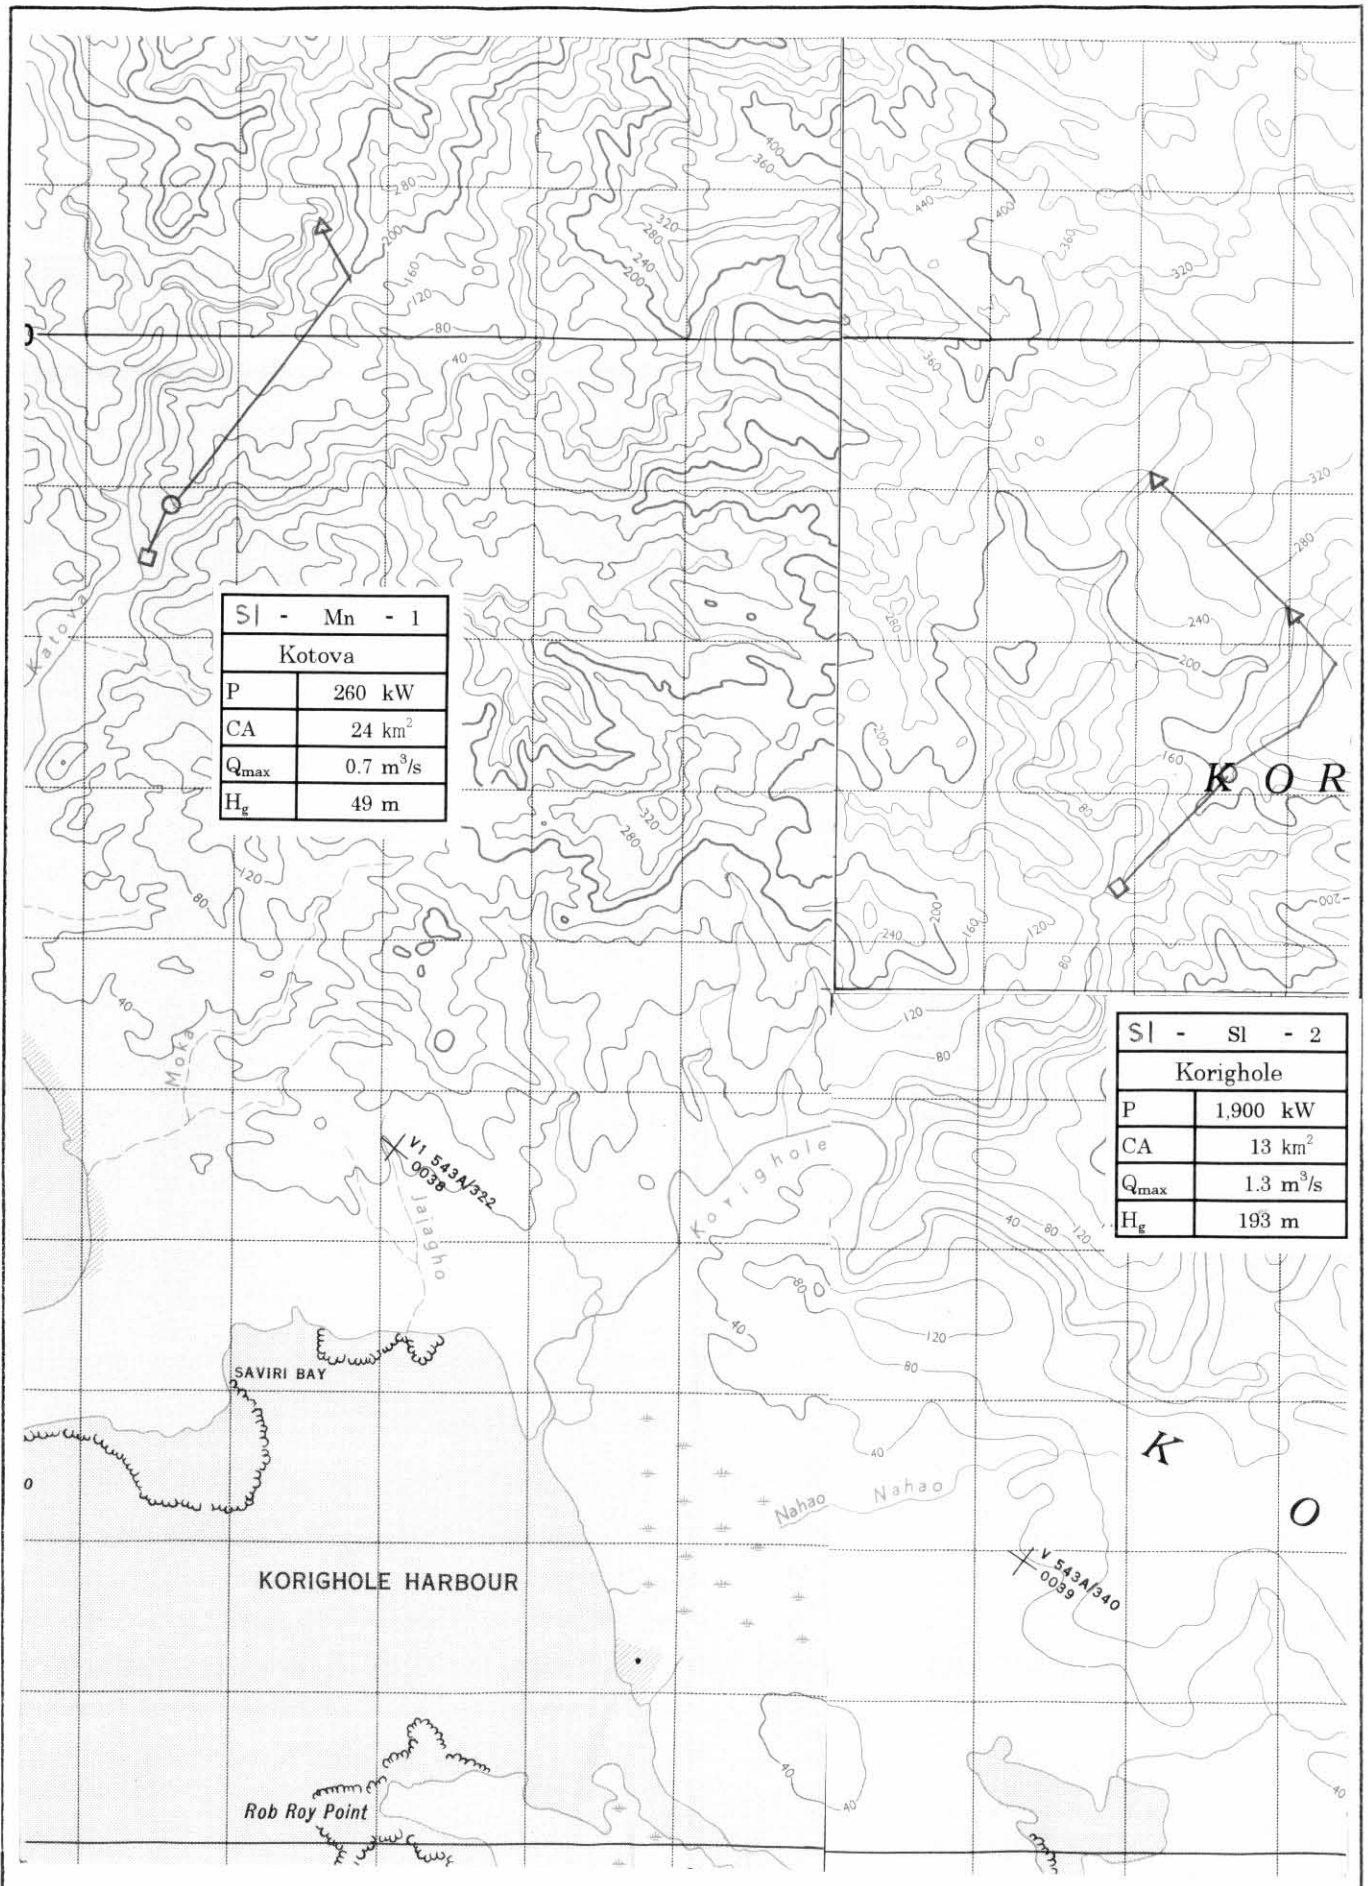 400
360
280
440
400
200
320
280
240
200
360
160
320
120
80
360
40
320
280
Katova
SI - Mn - 1
Kotova
P 260 kW
CA 24 km²
Qmax 0.7 m³/s
Hg 49 m
280
240
200
200
160
K O R
80
320
280
120
80
200
240
200
160
120
80
40
120
80
Moka
SI - Sl - 2
Korighole
P 1,900 kW
CA 13 km²
Qmax 1.3 m³/s
Hg 193 m
V1 543A/322
0038
Jajagho
Korighole
40 80 120
80
40
120
80
SAVIRI BAY
40
K
Nahao
Nahao
O
KORIGHOLE HARBOUR
V 543A/340
0039
40
40
40
Rob Roy Point